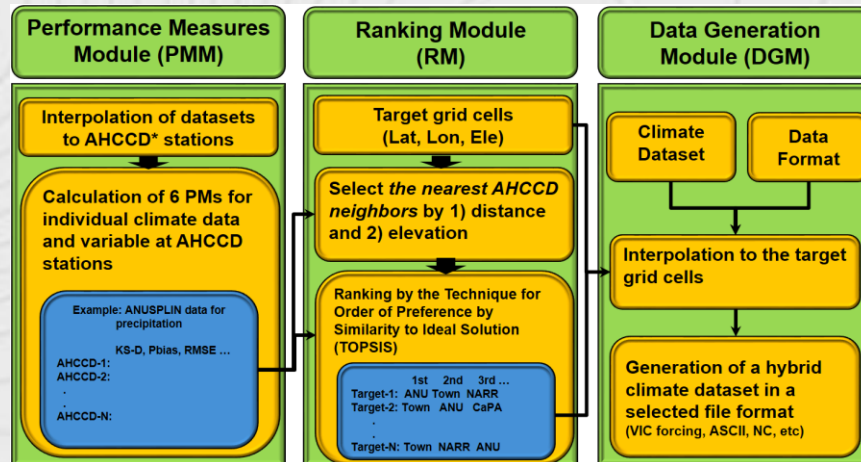 Performance Measures
Module (PMM)
Interpolation of datasets
to AHCCD* stations
Calculation of 6 PMs for
individual climate data
and variable at AHCCD
stations
Example: ANUSPLIN data for
precipitation
KS-D, Pbias, RMSE ...
AHCCD-1:
AHCCD-2:
.
.
AHCCD-N:
Ranking Module
(RM)
Target grid cells
(Lat, Lon, Ele)
Select the nearest AHCCD
neighbors by 1) distance
and 2) elevation
Ranking by the Technique for
Order of Preference by
Similarity to Ideal Solution
(TOPSIS)
1st 2nd 3rd ...
Target-1: ANU Town NARR
Target-2: Town ANU CaPA
.
.
Target-N: Town NARR ANU
Data Generation
Module (DGM)
Climate
Dataset
Data
Format
Interpolation to the target
grid cells
Generation of a hybrid
climate dataset in a
selected file format
(VIC forcing, ASCII, NC, etc)